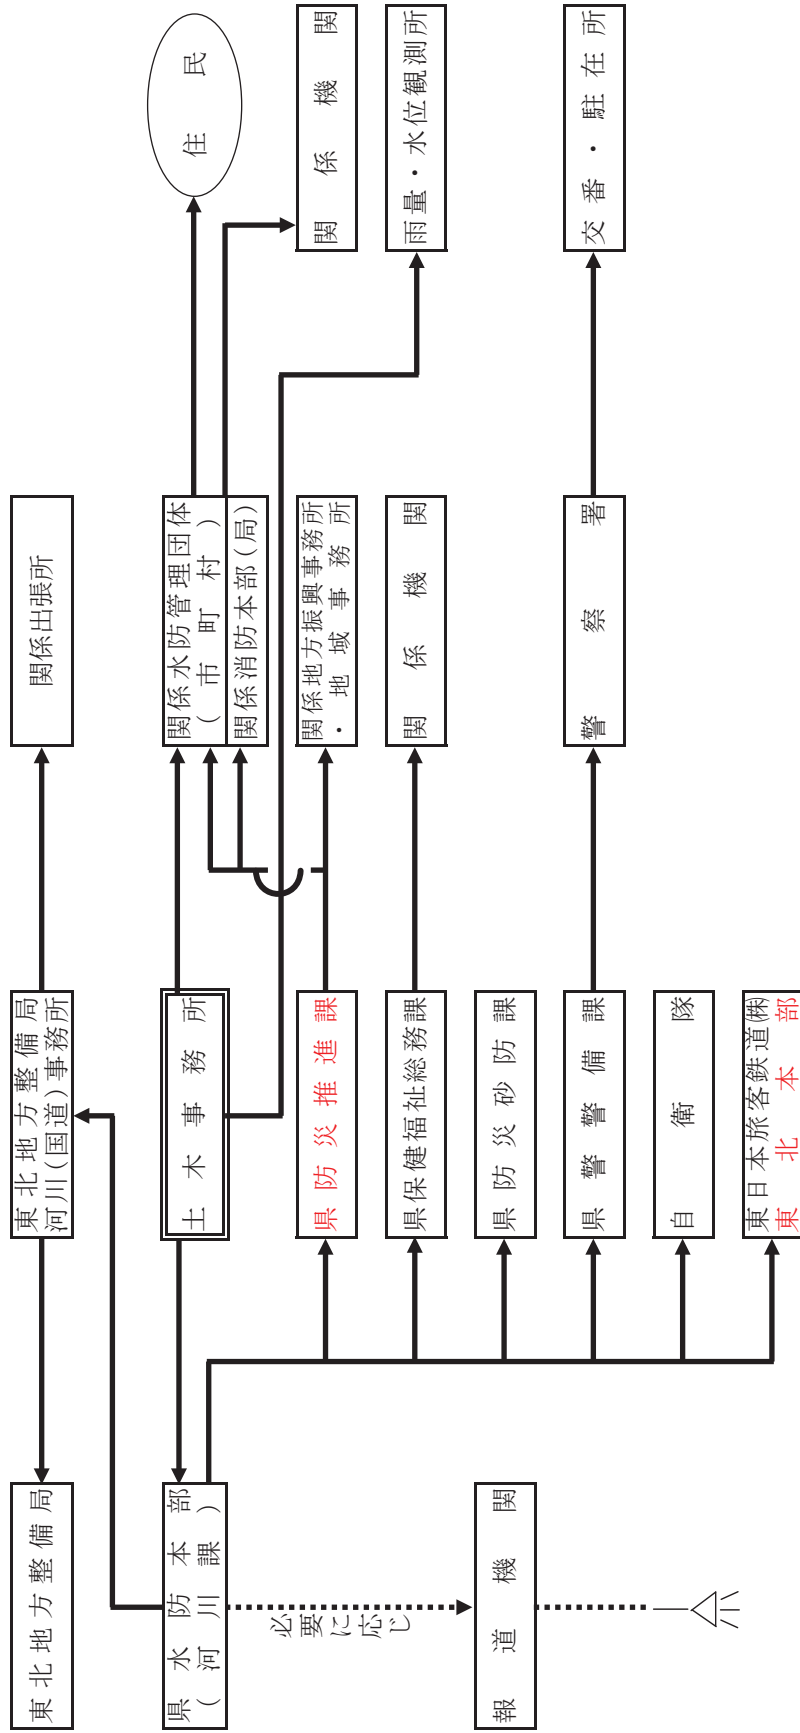 東北地方整備局
県水防本部
（河川課）
必要に応じ
報道機関
東北地方整備局
河川（国道）事務所
土木事務所
県防災推進課
県保健福祉総務課
県防災砂防課
県警警備課
自衛隊
東日本旅客鉄道㈱
東北本部
関係出張所
関係水防管理団体
（市町村）
関係消防本部（局）
関係地方振興事務所
・地域事務所
関係機関
警察署
住民
関係機関
雨量・水位観測所
交番・駐在所